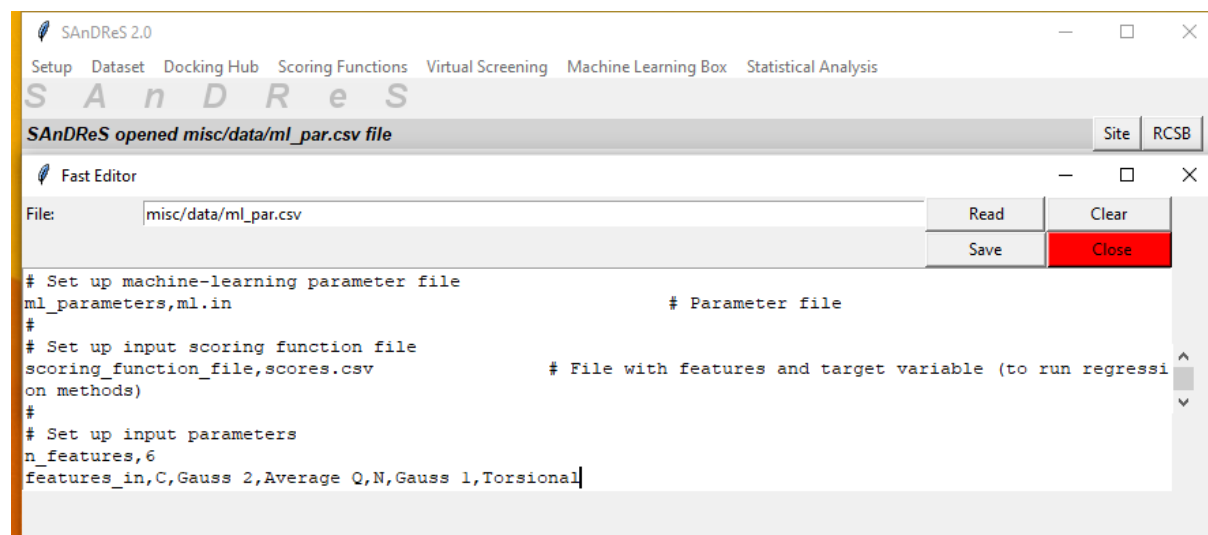 SAnDReS 2.0
Setup Dataset Docking Hub Scoring Functions Virtual Screening Machine Learning Box Statistical Analysis
S A n D R e S
SAnDReS opened misc/data/ml_par.csv file Site RCSB
Fast Editor
File: misc/data/ml_par.csv Read Clear
Save Close
# Set up machine-learning parameter file
ml_parameters,ml.in # Parameter file
#
# Set up input scoring function file
scoring_function_file,scores.csv # File with features and target variable (to run regressi
on methods)
#
# Set up input parameters
n_features,6
features_in,C,Gauss 2,Average Q,N,Gauss 1,Torsional